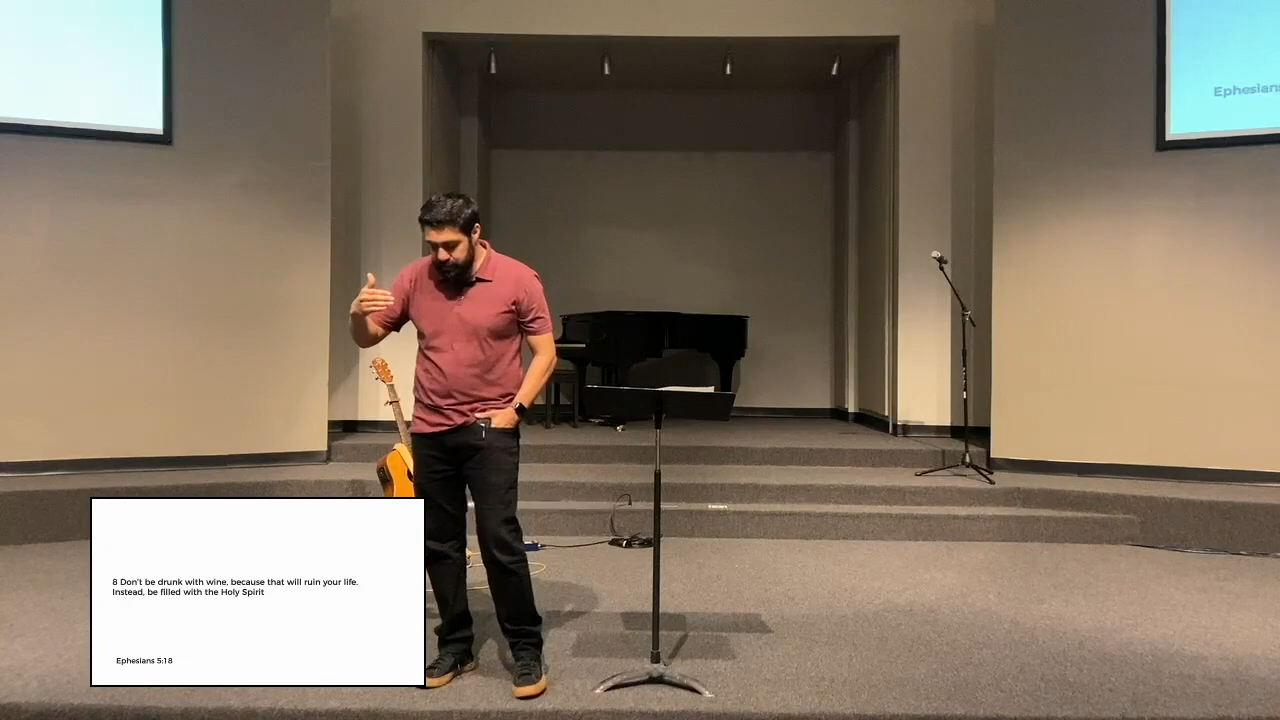 Ephesians
8 Don't be drunk with wine, because that will ruin your life.
Instead, be filled with the Holy Spirit
Ephesians 5:18